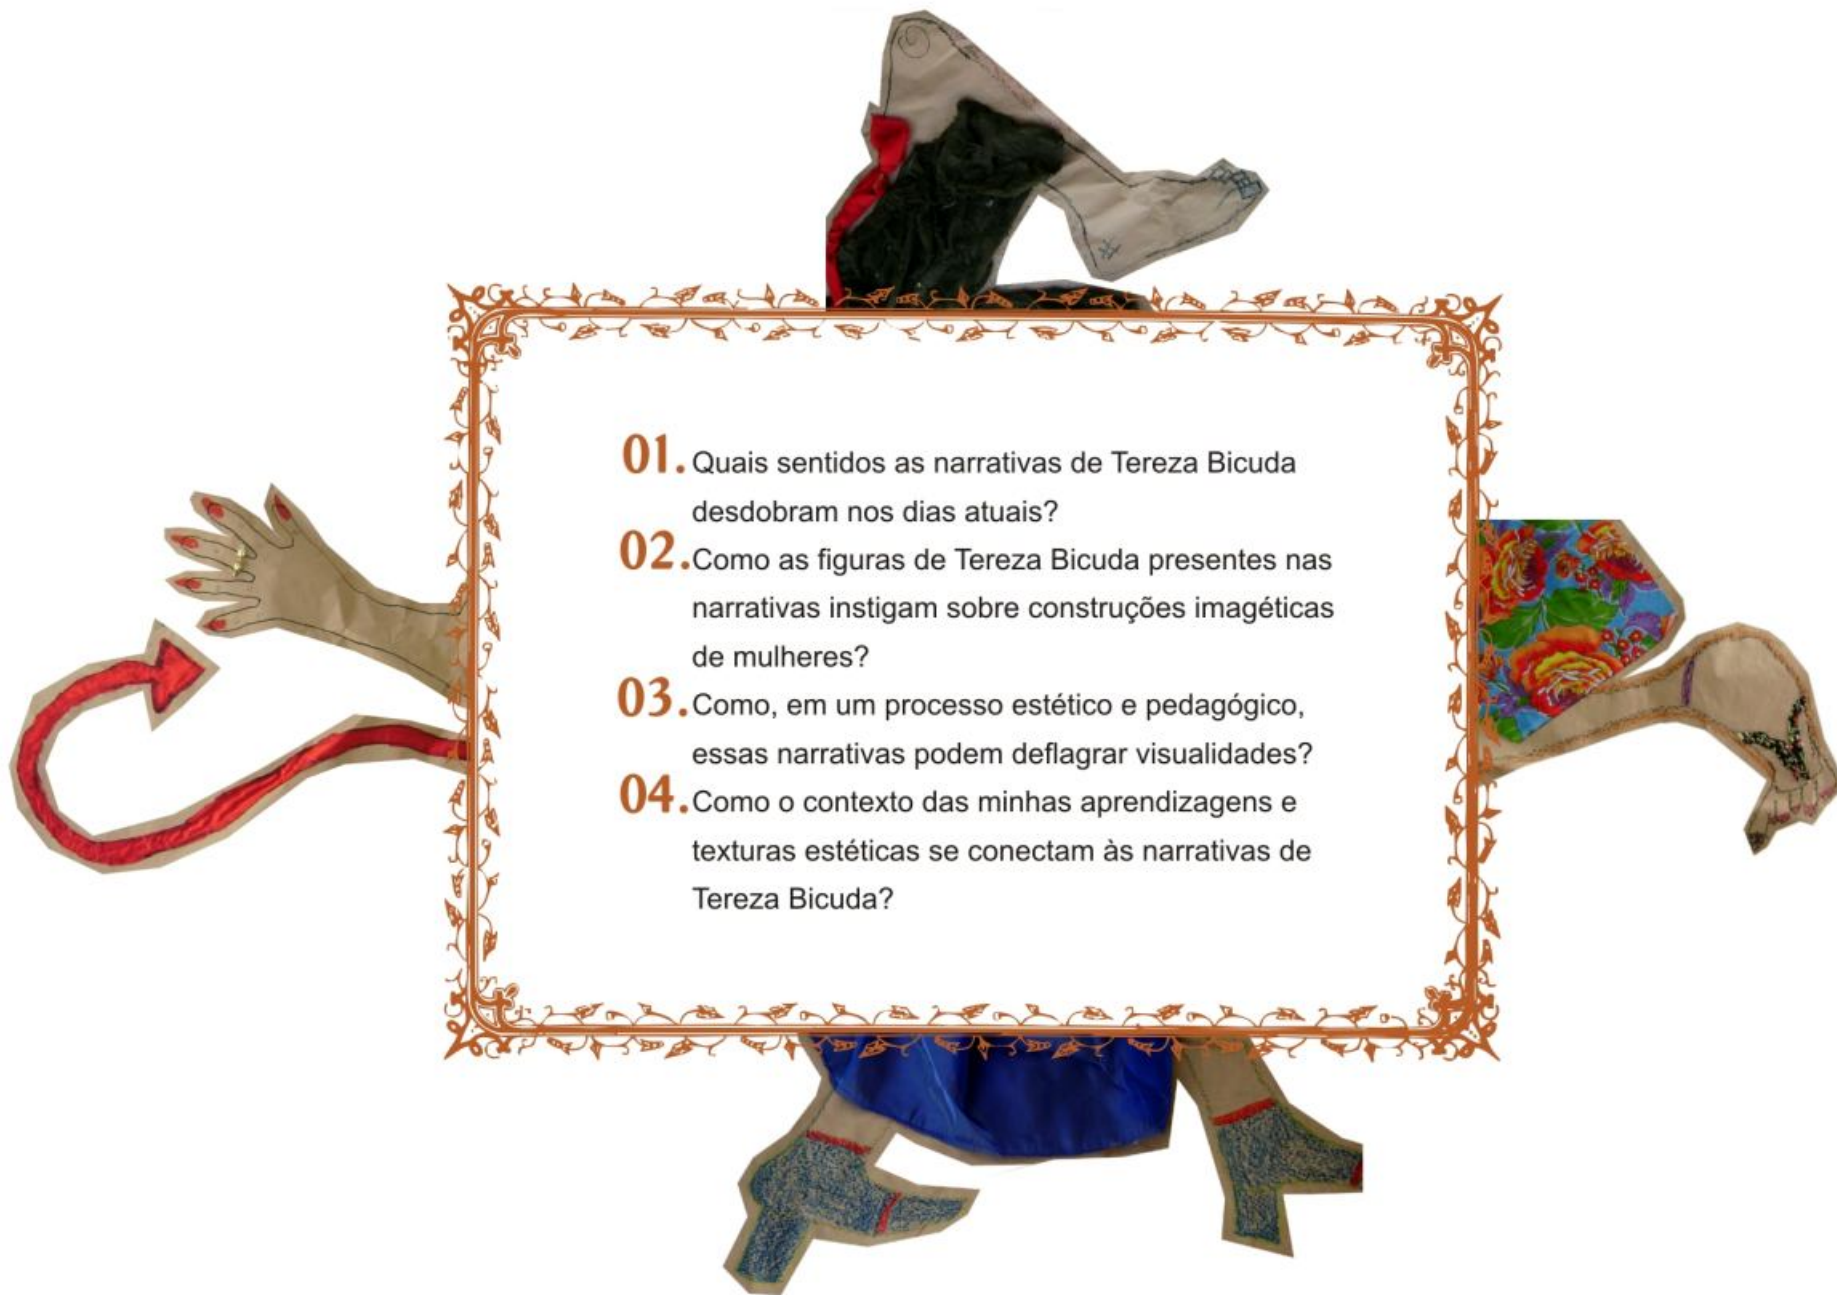 01. Quais sentidos as narrativas de Tereza Bicuda
desdobram nos dias atuais?
02. Como as figuras de Tereza Bicuda presentes nas
narrativas instigam sobre construções imagéticas
de mulheres?
03. Como, em um processo estético e pedagógico,
essas narrativas podem deflagrar visualidades?
04. Como o contexto das minhas aprendizagens e
texturas estéticas se conectam às narrativas de
Tereza Bicuda?